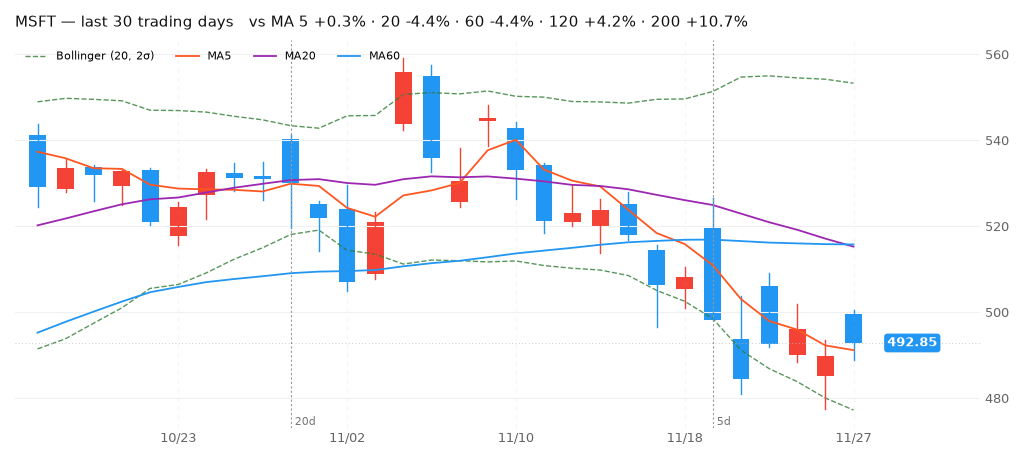 MSFT — last 30 trading days vs MA 5 +0.3% · 20 -4.4% · 60 -4.4% · 120 +4.2% · 200 +10.7%
Bollinger (20, 2σ) MA5 MA20 MA60
560
540
520
500
492.85
480
20d 5d
10/23 11/02 11/10 11/18 11/27